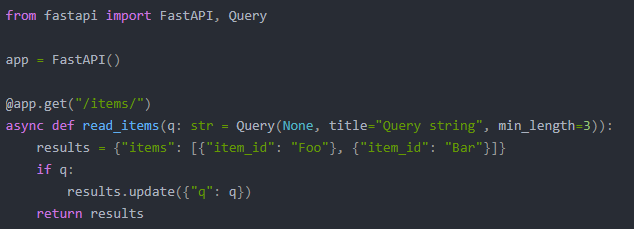 from fastapi import FastAPI, Query
app = FastAPI()
@app.get("/items/")
async def read_items(q: str = Query(None, title="Query string", min_length=3)):
    results = {"items": [{"item_id": "Foo"}, {"item_id": "Bar"}]}
    if q:
        results.update({"q": q})
    return results